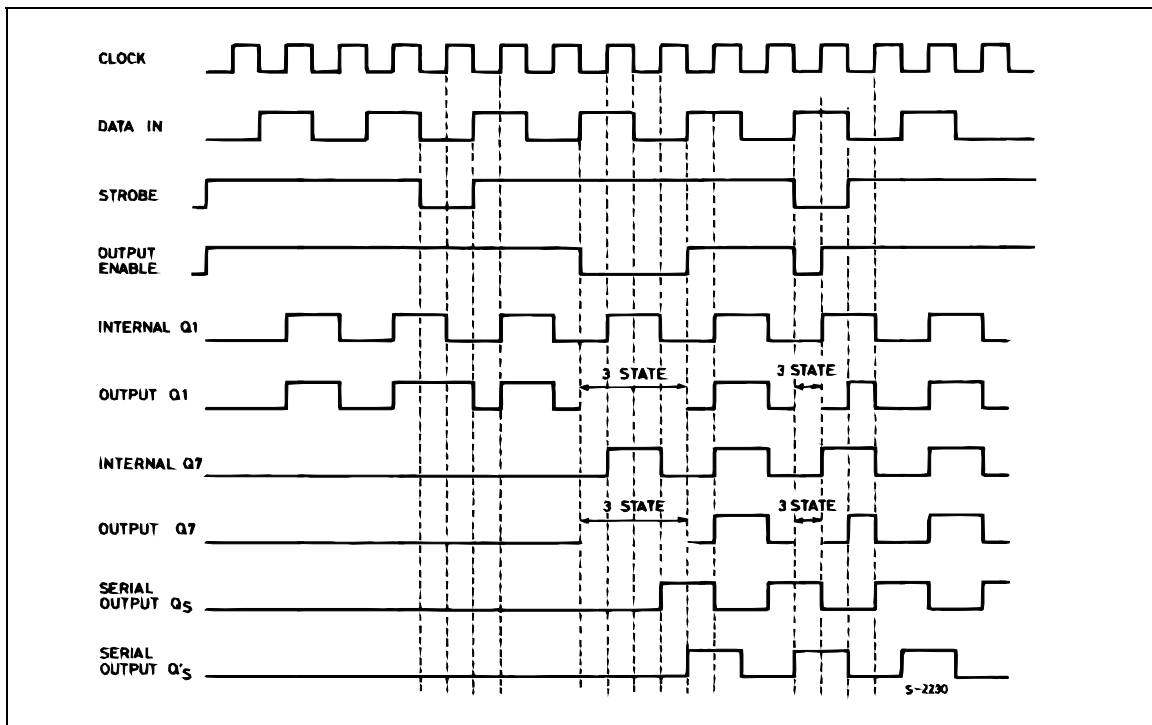 CLOCK
DATA IN
STROBE
OUTPUT
ENABLE
INTERNAL Q1
3 STATE
3 STATE
OUTPUT Q1
INTERNAL Q7
3 STATE
3 STATE
OUTPUT Q7
SERIAL
OUTPUT QS
SERIAL
OUTPUT Q'S
S-2230